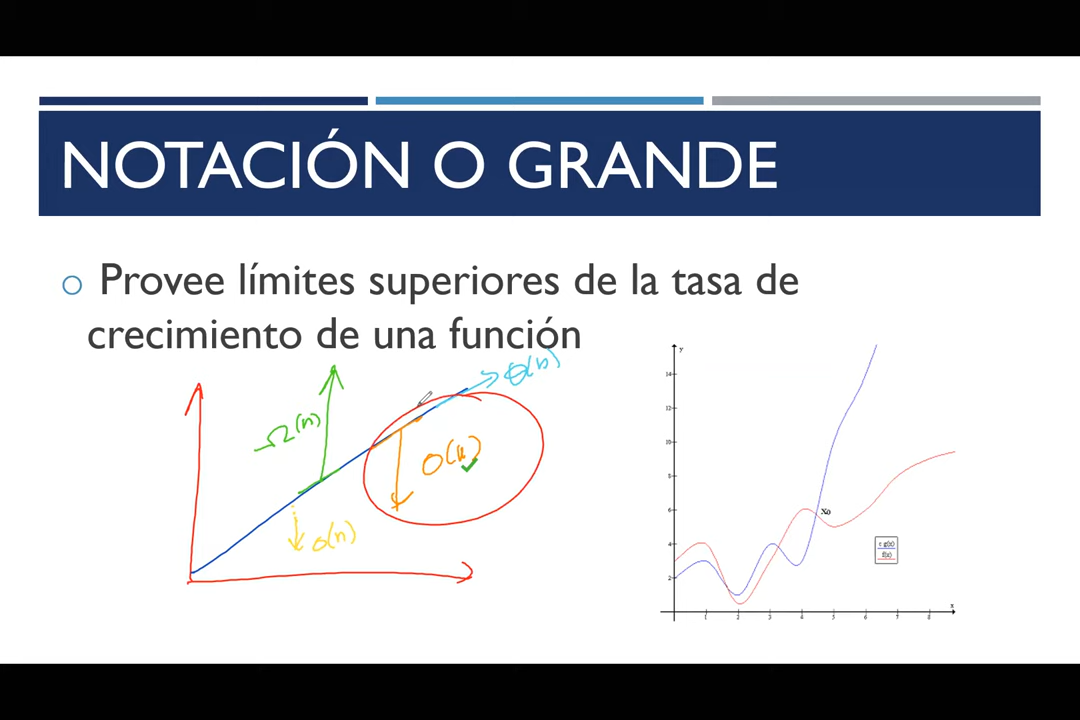 NOTACIÓN O GRANDE
Provee límites superiores de la tasa de
crecimiento de una función
Θ(n)
Ω(n)
O(n)
o(n)
y
14
12
10
8
6
4
2
X0
c g(x)
f(x)
x
1 2 3 4 5 6 7 8